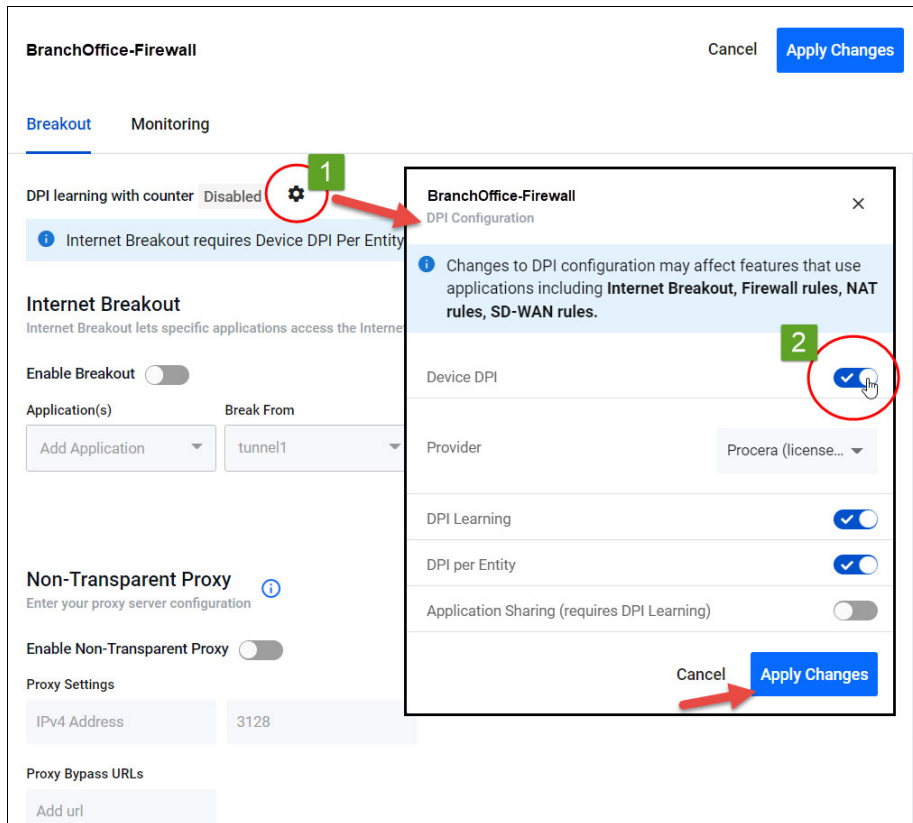 BranchOffice-Firewall
Cancel
Apply Changes
Breakout
Monitoring
DPI learning with counter Disabled
1
Internet Breakout requires Device DPI Per Entity
Internet Breakout
Internet Breakout lets specific applications access the Interne
Enable Breakout
Application(s)
Break From
Add Application
tunnel1
Non-Transparent Proxy
Enter your proxy server configuration
Enable Non-Transparent Proxy
Proxy Settings
IPv4 Address
3128
Proxy Bypass URLs
Add url
BranchOffice-Firewall
DPI Configuration
Changes to DPI configuration may affect features that use
applications including Internet Breakout, Firewall rules, NAT
rules, SD-WAN rules.
2
Device DPI
Provider
Procera (license...
DPI Learning
DPI per Entity
Application Sharing (requires DPI Learning)
Cancel
Apply Changes